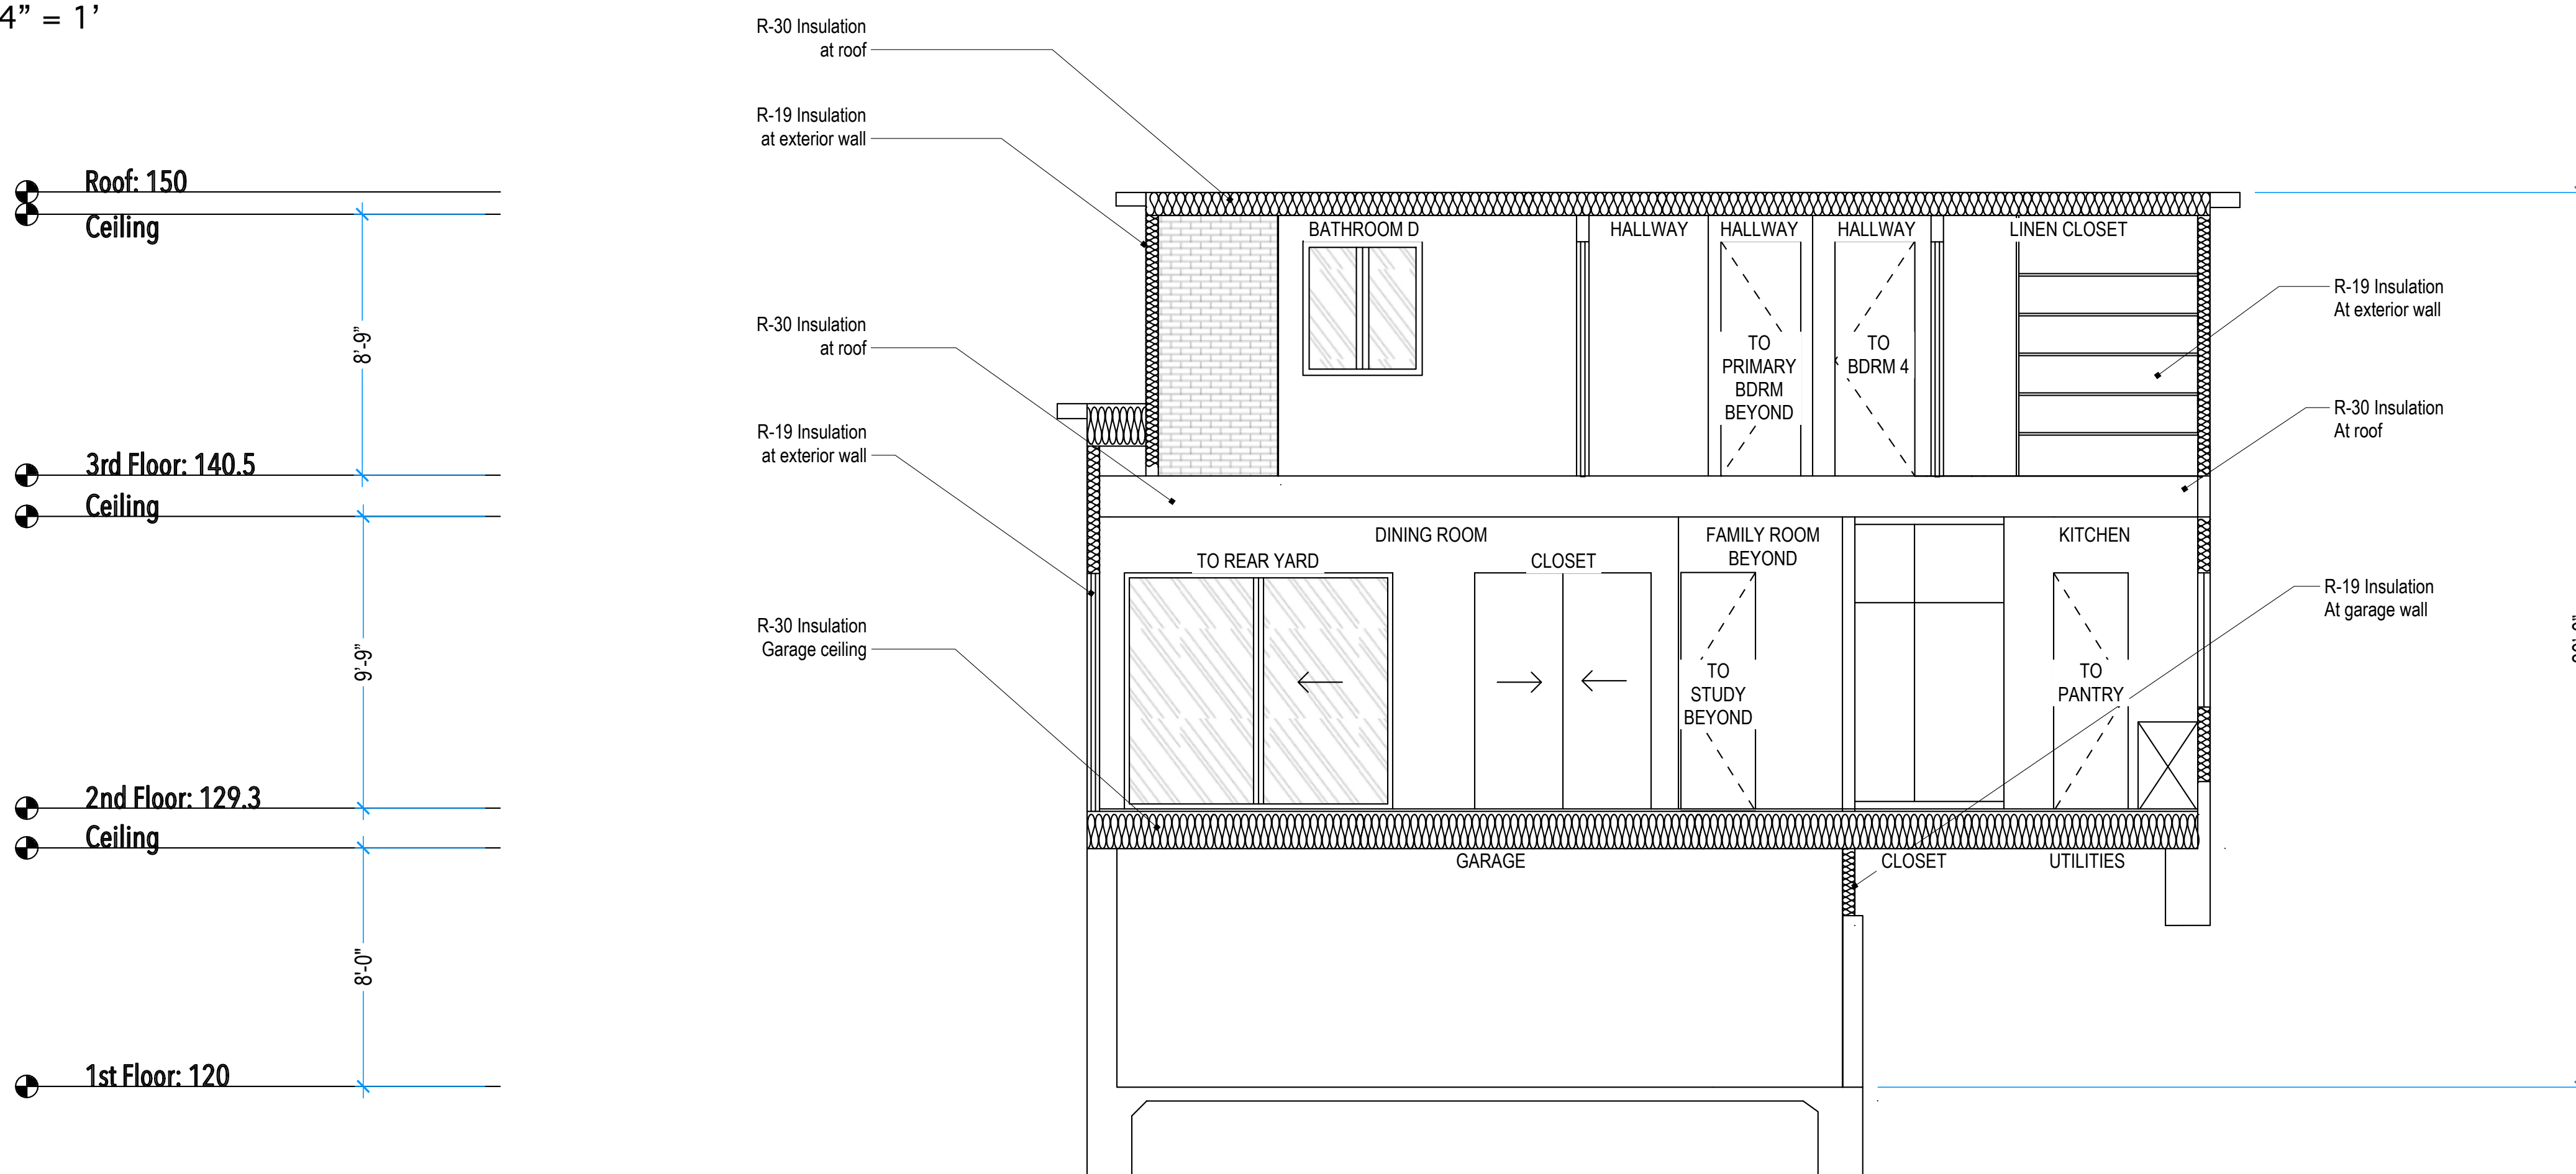 4” = 1’
R-30 Insulation
at roof
R-19 Insulation
at exterior wall
Roof: 150
Ceiling
8’-9”
3rd Floor: 140.5
Ceiling
9’-9”
2nd Floor: 129.3
Ceiling
8’-0”
1st Floor: 120
R-30 Insulation
at roof
R-19 Insulation
at exterior wall
R-30 Insulation
Garage ceiling
BATHROOM D
HALLWAY
HALLWAY
HALLWAY
LINEN CLOSET
TO
PRIMARY
BDRM
BEYOND
TO
BDRM 4
DINING ROOM
FAMILY ROOM
BEYOND
KITCHEN
TO REAR YARD
CLOSET
TO
STUDY
BEYOND
TO
PANTRY
GARAGE
CLOSET
UTILITIES
R-19 Insulation
At exterior wall
R-30 Insulation
At roof
R-19 Insulation
At garage wall